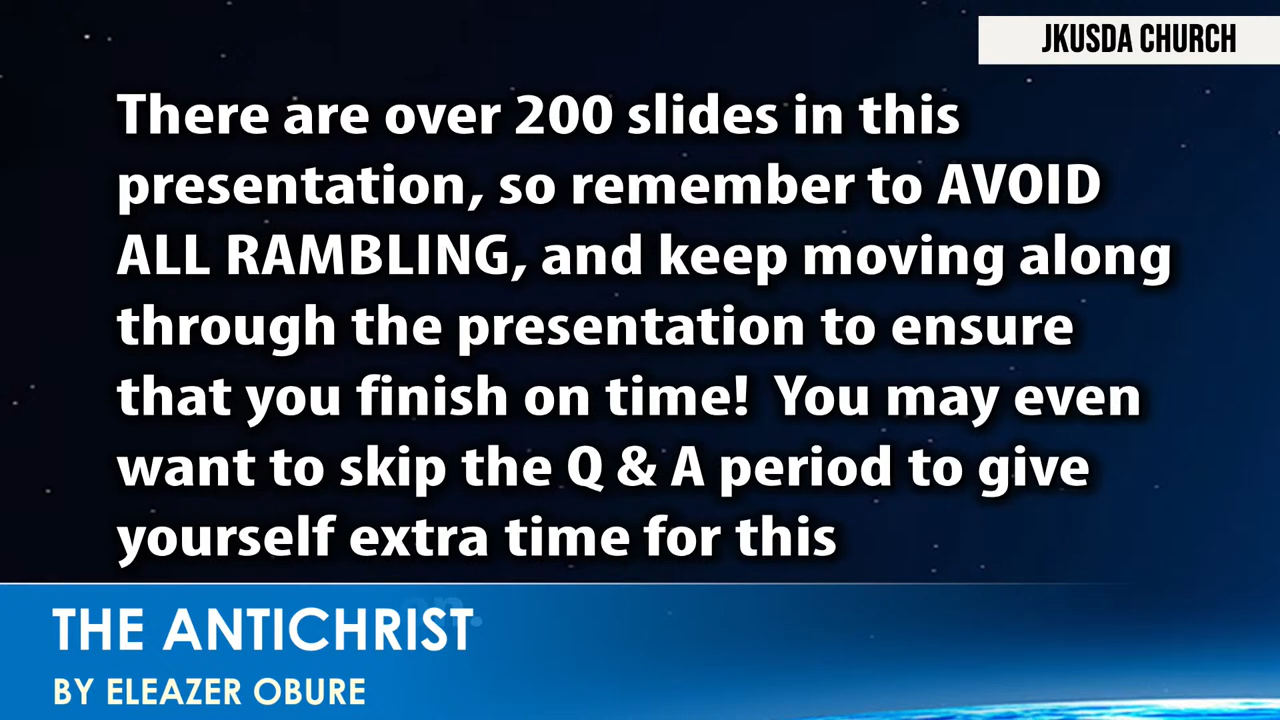 JKUSDA CHURCH
There are over 200 slides in this
presentation, so remember to AVOID
ALL RAMBLING, and keep moving along
through the presentation to ensure
that you finish on time!  You may even
want to skip the Q & A period to give
yourself extra time for this
THE ANTICHRIST
BY ELEAZER OBURE